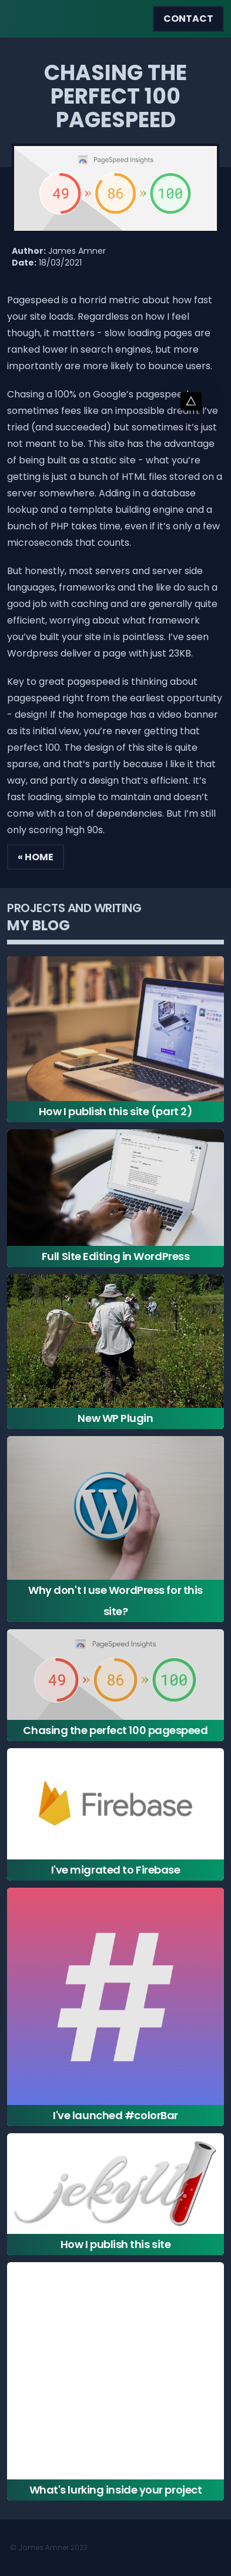 CONTACT
CHASING THE
PERFECT 100
PAGESPEED
PageSpeed Insights
49 » 86 » 100
Author: James Amner
Date: 18/03/2021
Pagespeed is a horrid metric about how fast
your site loads. Regardless on how I feel
though, it mattters - slow loading pages are
ranked lower in search engines, but more
importantly are more likely to bounce users.
Chasing a 100% on Google's pagespeed
test sometimes feels like an impossible dream. I've
tried (and succeeded) but sometimes it's just
not meant to be. This site has the advantage
of being built as a static site - what you're
getting is just a bunch of HTML files stored on a
server somewhere. Adding in a database
lookup and a template building engine and a
bunch of PHP takes time, even if it's only a few
microseconds that counts.
But honestly, most servers and server side
languages, frameworks and the like do such a
good job with caching and are generally quite
efficient, worrying about what framework
you've built your site in is pointless. I've seen
Wordpress deliver a page with just 23KB.
Key to great pagespeed is thinking about
pagespeed right from the earliest opportunity
- design! If the homepage has a video banner
as its initial view, you're never getting that
perfect 100. The design of this site is quite
sparse, and that's partly because I like it that
way, and partly a design that's efficient. It's
fast loading, simple to maintain and doesn't
come with a ton of dependencies. But I'm still
only scoring high 90s.
« HOME
PROJECTS AND WRITING
MY BLOG
How I publish this site (part 2)
Full Site Editing in WordPress
New WP Plugin
Why don't I use WordPress for this
site?
PageSpeed Insights
49 » 86 » 100
Chasing the perfect 100 pagespeed
Firebase
I've migrated to Firebase
#
I've launched #colorBar
jekyll
How I publish this site
What's lurking inside your project
© James Amner 2023